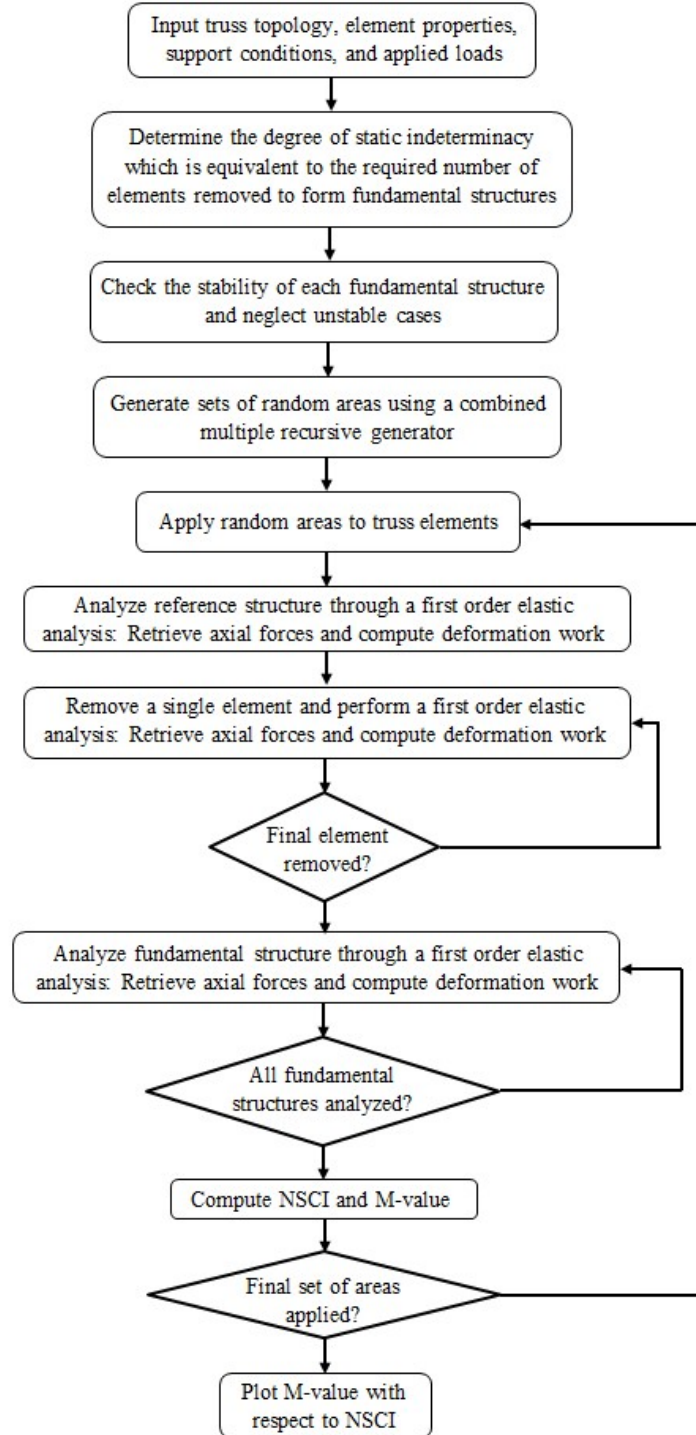 Input truss topology, element properties,
support conditions, and applied loads
Determine the degree of static indeterminacy
which is equivalent to the required number of
elements removed to form fundamental structures
Check the stability of each fundamental structure
and neglect unstable cases
Generate sets of random areas using a combined
multiple recursive generator
Apply random areas to truss elements
Analyze reference structure through a first order elastic
analysis: Retrieve axial forces and compute deformation work
Remove a single element and perform a first order elastic
analysis: Retrieve axial forces and compute deformation work
Final element
removed?
Analyze fundamental structure through a first order elastic
analysis: Retrieve axial forces and compute deformation work
All fundamental
structures analyzed?
Compute NSCI and M-value
Final set of areas
applied?
Plot M-value with
respect to NSCI